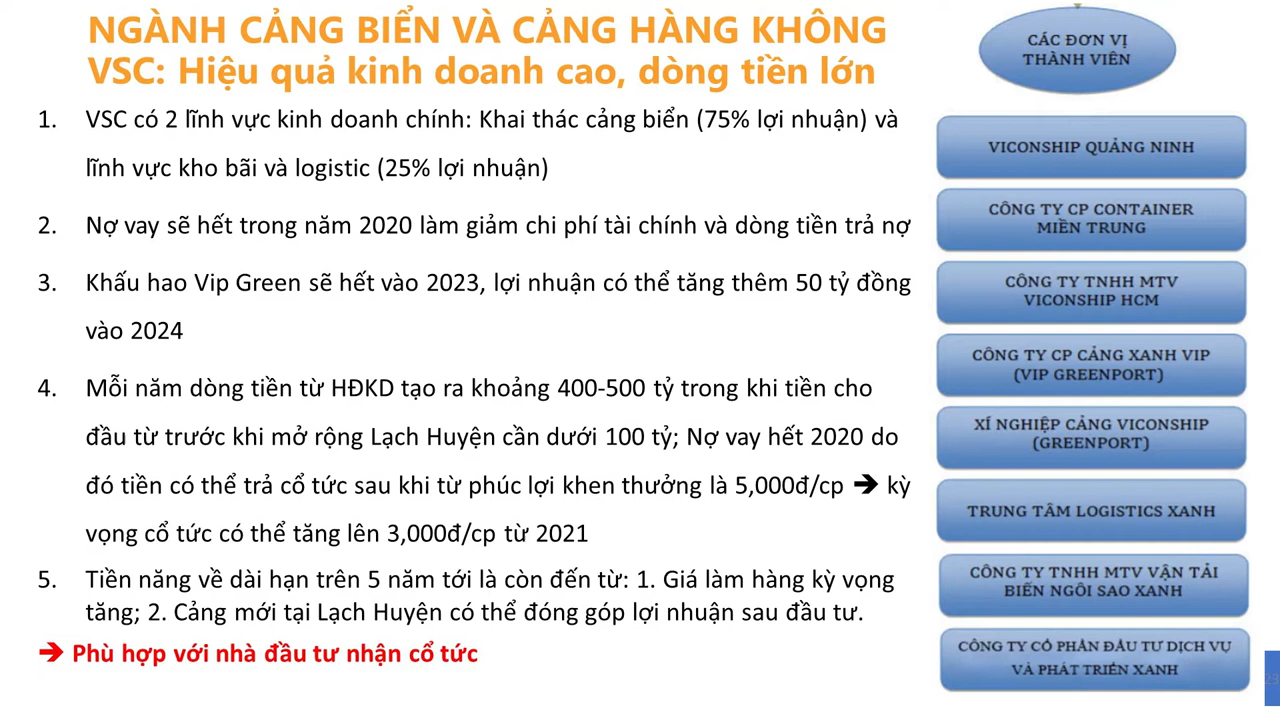 NGÀNH CẢNG BIỂN VÀ CẢNG HÀNG KHÔNG
VSC: Hiệu quả kinh doanh cao, dòng tiền lớn
1. VSC có 2 lĩnh vực kinh doanh chính: Khai thác cảng biển (75% lợi nhuận) và
lĩnh vực kho bãi và logistic (25% lợi nhuận)
2. Nợ vay sẽ hết trong năm 2020 làm giảm chi phí tài chính và dòng tiền trả nợ
3. Khấu hao Vip Green sẽ hết vào 2023, lợi nhuận có thể tăng thêm 50 tỷ đồng
vào 2024
4. Mỗi năm dòng tiền từ HĐKD tạo ra khoảng 400-500 tỷ trong khi tiền cho
đầu tư trước khi mở rộng Lạch Huyện cần dưới 100 tỷ; Nợ vay hết 2020 do
đó tiền có thể trả cổ tức sau khi từ phúc lợi khen thưởng là 5,000đ/cp ➔ kỳ
vọng cổ tức có thể tăng lên 3,000đ/cp từ 2021
5. Tiền năng về dài hạn trên 5 năm tới là còn đến từ: 1. Giá làm hàng kỳ vọng
tăng; 2. Cảng mới tại Lạch Huyện có thể đóng góp lợi nhuận sau đầu tư.
➔ Phù hợp với nhà đầu tư nhận cổ tức
CÁC ĐƠN VỊ
THÀNH VIÊN
VICONSHIP QUẢNG NINH
CÔNG TY CP CONTAINER
MIỀN TRUNG
CÔNG TY TNHH MTV
VICONSHIP HCM
CÔNG TY CP CẢNG XANH VIP
(VIP GREENPORT)
XÍ NGHIỆP CẢNG VICONSHIP
(GREENPORT)
TRUNG TÂM LOGISTICS XANH
CÔNG TY TNHH MTV VẬN TẢI
BIỂN NGÔI SAO XANH
CÔNG TY CỔ PHẦN ĐẦU TƯ DỊCH VỤ
VÀ PHÁT TRIỂN XANH